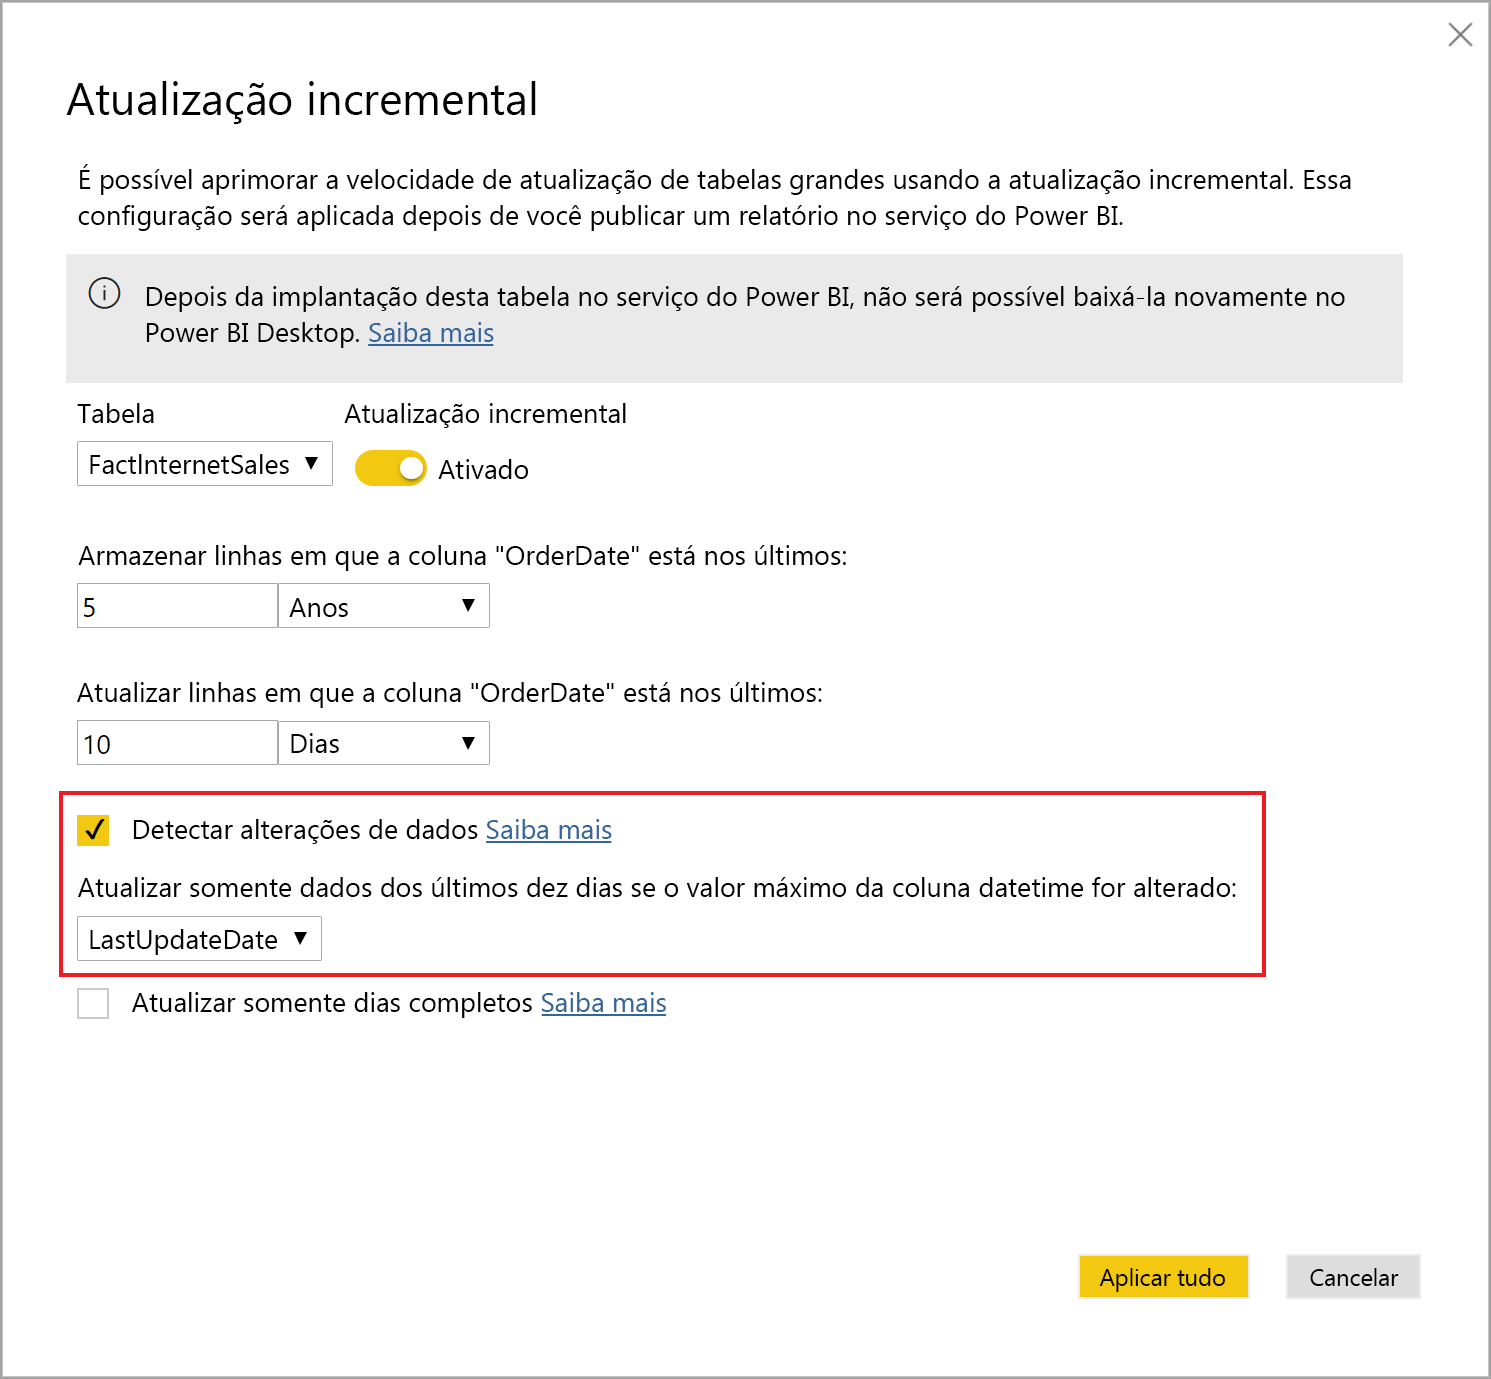 Atualização incremental
É possível aprimorar a velocidade de atualização de tabelas grandes usando a atualização incremental. Essa
configuração será aplicada depois de você publicar um relatório no serviço do Power BI.
Depois da implantação desta tabela no serviço do Power BI, não será possível baixá-la novamente no
Power BI Desktop. Saiba mais
Tabela Atualização incremental
FactInternetSales Ativado
Armazenar linhas em que a coluna "OrderDate" está nos últimos:
5 Anos
Atualizar linhas em que a coluna "OrderDate" está nos últimos:
10 Dias
Detectar alterações de dados Saiba mais
Atualizar somente dados dos últimos dez dias se o valor máximo da coluna datetime for alterado:
LastUpdateDate
Atualizar somente dias completos Saiba mais
Aplicar tudo Cancelar